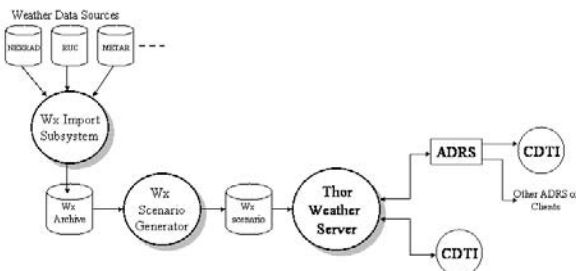 Weather Data Sources
NEXRAD
RUC
METAR
Wx Import
Subsystem
Wx
Archive
Wx
Scenario
Generator
Wx
scenario
Thor
Weather
Server
ADRS
CDTI
Other ADRS or
Clients
CDTI